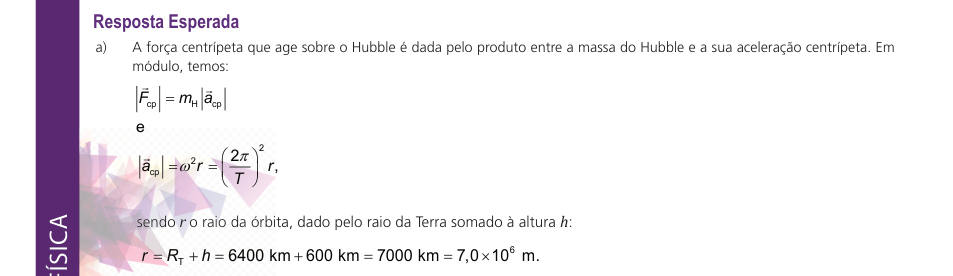 Resposta Esperada
a) A força centrípeta que age sobre o Hubble é dada pelo produto entre a massa do Hubble e a sua aceleração centrípeta. Em
módulo, temos:
|F⃗cp| = mH |a⃗cp|
e
|a⃗cp| = ω²r = (2π/T)² r,
sendo r o raio da órbita, dado pelo raio da Terra somado à altura h:
r = RT + h = 6400 km + 600 km = 7000 km = 7,0 × 10⁶ m.
FÍSICA